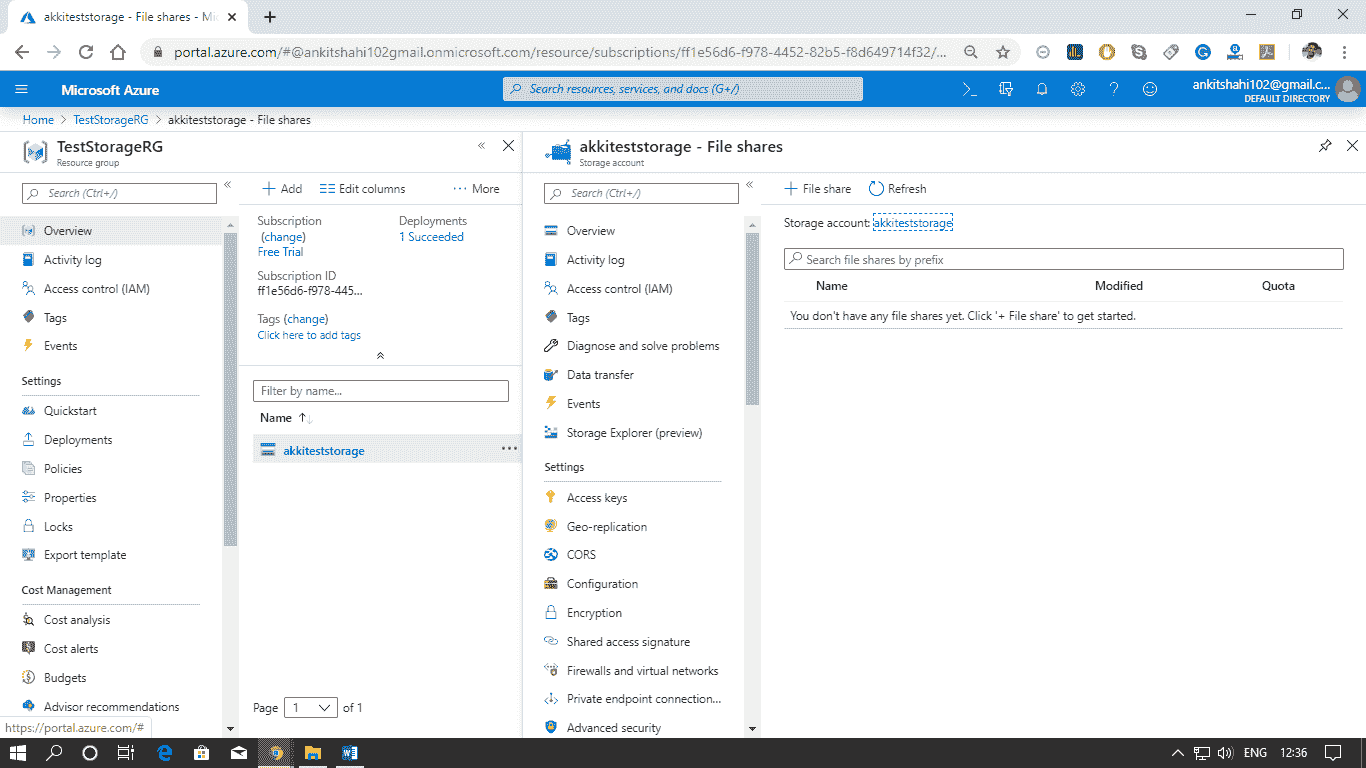 akkiteststorage - File shares - Mic
portal.azure.com/#@ankitshahi102gmail.onmicrosoft.com/resource/subscriptions/ff1e56d6-f978-4452-82b5-f8d649714f32/...
Microsoft Azure
Search resources, services, and docs (G+/)
ankitshahi102@gmail.c...
DEFAULT DIRECTORY
Home > TestStorageRG > akkiteststorage - File shares
TestStorageRG
Resource group
Search (Ctrl+/)
Overview
Activity log
Access control (IAM)
Tags
Events
Settings
Quickstart
Deployments
Policies
Properties
Locks
Export template
Cost Management
Cost analysis
Cost alerts
Budgets
Advisor recommendations
https://portal.azure.com/#
Add Edit columns More
Subscription
(change)
Free Trial
Deployments
1 Succeeded
Subscription ID
ff1e56d6-f978-445...
Tags (change)
Click here to add tags
Filter by name...
Name
akkiteststorage
Page 1 of 1
akkiteststorage - File shares
Storage account
Search (Ctrl+/)
Overview
Activity log
Access control (IAM)
Tags
Diagnose and solve problems
Data transfer
Events
Storage Explorer (preview)
Settings
Access keys
Geo-replication
CORS
Configuration
Encryption
Shared access signature
Firewalls and virtual networks
Private endpoint connection...
Advanced security
File share Refresh
Storage account: akkiteststorage
Search file shares by prefix
Name Modified Quota
You don't have any file shares yet. Click '+ File share' to get started.
ENG 12:36